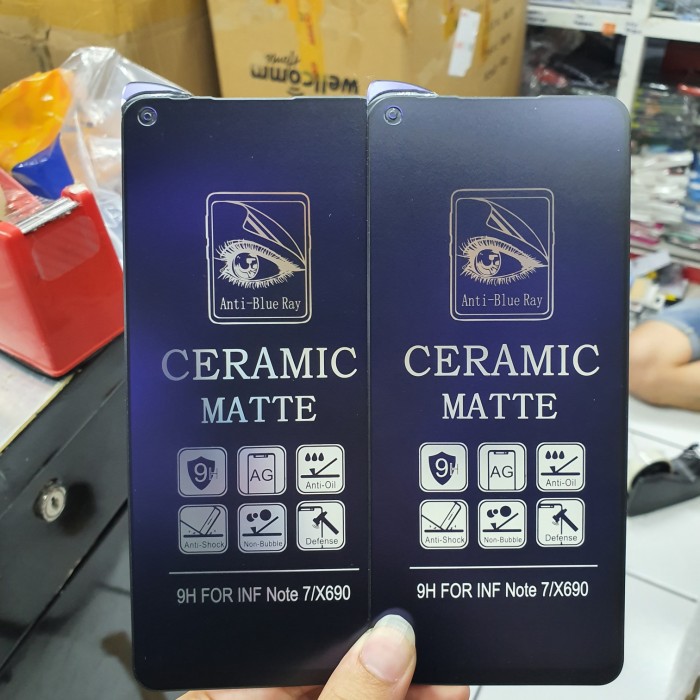 wellcomm
Anti-Blue Ray
CERAMIC
MATTE
9H
AG
Anti-Oil
Anti-Shock
Non-Bubble
Defense
9H FOR INF Note 7/X690
Anti-Blue Ray
CERAMIC
MATTE
9H
AG
Anti-Oil
Anti-Shock
Non-Bubble
Defense
9H FOR INF Note 7/X690